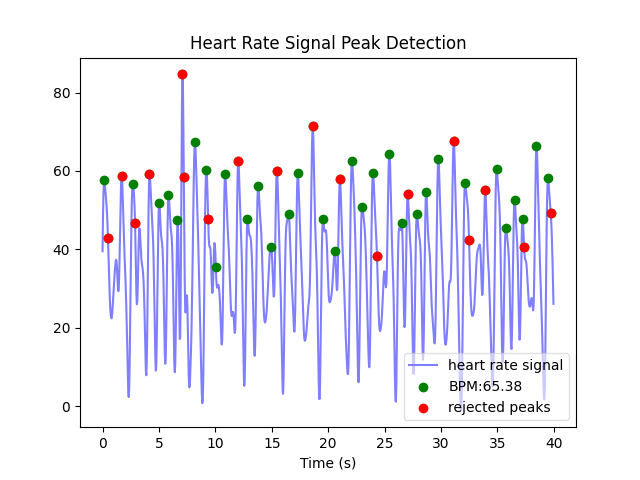 Heart Rate Signal Peak Detection
80
60
40
20
0
heart rate signal
BPM:65.38
rejected peaks
0 5 10 15 20 25 30 35 40
Time (s)